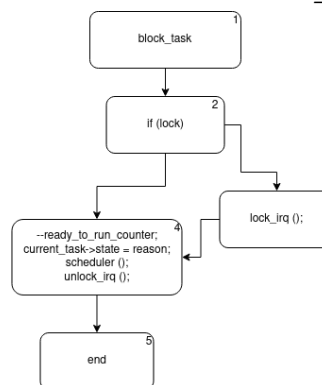 1
block_task
2
if (lock)
lock_irq ();
4
--ready_to_run_counter;
current_task->state = reason;
scheduler ();
unlock_irq ();
5
end